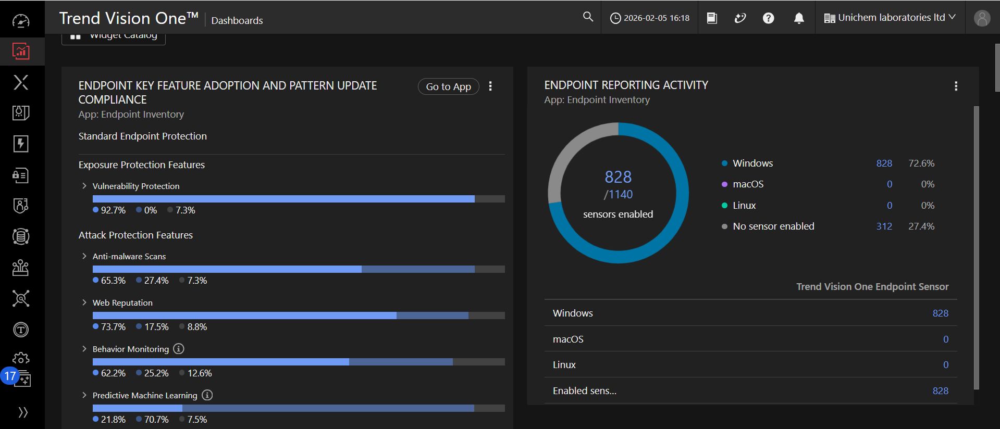 Trend Vision One™
Dashboards
2026-02-05 16:18
Unichem laboratories ltd
Widget Catalog
ENDPOINT KEY FEATURE ADOPTION AND PATTERN UPDATE
COMPLIANCE
Go to App
App: Endpoint Inventory
Standard Endpoint Protection
Exposure Protection Features
Vulnerability Protection
92.7% 0% 7.3%
Attack Protection Features
Anti-malware Scans
65.3% 27.4% 7.3%
Web Reputation
73.7% 17.5% 8.8%
Behavior Monitoring
62.2% 25.2% 12.6%
Predictive Machine Learning
21.8% 70.7% 7.5%
17
ENDPOINT REPORTING ACTIVITY
App: Endpoint Inventory
828
/1140
sensors enabled
Windows 828 72.6%
macOS 0 0%
Linux 0 0%
No sensor enabled 312 27.4%
Trend Vision One Endpoint Sensor
Windows 828
macOS 0
Linux 0
Enabled sens... 828